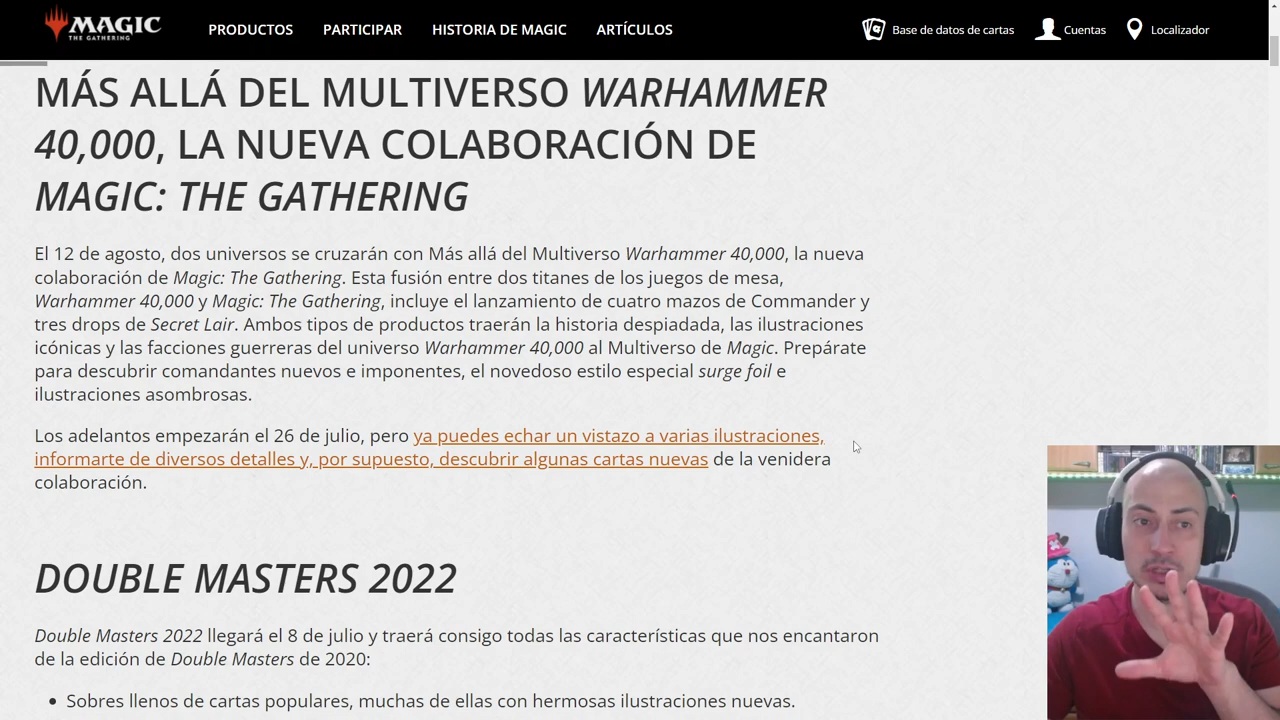 MAGIC
THE GATHERING
PRODUCTOS
PARTICIPAR
HISTORIA DE MAGIC
ARTÍCULOS
Base de datos de cartas
Cuentas
Localizador
MÁS ALLÁ DEL MULTIVERSO WARHAMMER
40,000, LA NUEVA COLABORACIÓN DE
MAGIC: THE GATHERING
El 12 de agosto, dos universos se cruzarán con Más allá del Multiverso Warhammer 40,000, la nueva
colaboración de Magic: The Gathering. Esta fusión entre dos titanes de los juegos de mesa,
Warhammer 40,000 y Magic: The Gathering, incluye el lanzamiento de cuatro mazos de Commander y
tres drops de Secret Lair. Ambos tipos de productos traerán la historia despiadada, las ilustraciones
icónicas y las facciones guerreras del universo Warhammer 40,000 al Multiverso de Magic. Prepárate
para descubrir comandantes nuevos e imponentes, el novedoso estilo especial surge foil e
ilustraciones asombrosas.
Los adelantos empezarán el 26 de julio, pero ya puedes echar un vistazo a varias ilustraciones,
informarte de diversos detalles y, por supuesto, descubrir algunas cartas nuevas de la venidera
colaboración.
DOUBLE MASTERS 2022
Double Masters 2022 llegará el 8 de julio y traerá consigo todas las características que nos encantaron
de la edición de Double Masters de 2020:
• Sobres llenos de cartas populares, muchas de ellas con hermosas ilustraciones nuevas.